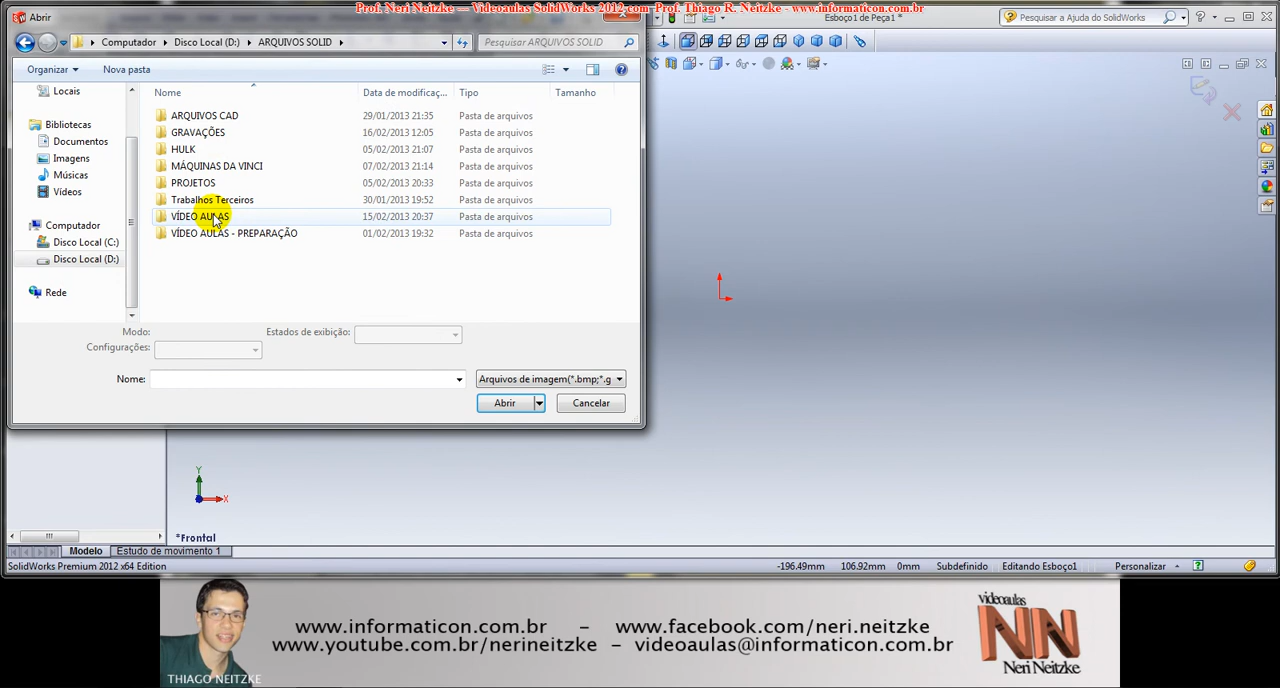 Prof. Neri Neitzke --- Videoaulas SolidWorks 2012.com Prof. Thiago R. Neitzke - www.informaticon.com.br
Abrir
Esboço1 de Peça1 *
Pesquisar a Ajuda do SolidWorks
Computador
Disco Local (D:)
ARQUIVOS SOLID
Pesquisar ARQUIVOS SOLID
Organizar
Nova pasta
Nome
Data de modificaç...
Tipo
Tamanho
Locais
Bibliotecas
Documentos
Imagens
Músicas
Vídeos
Computador
Disco Local (C:)
Disco Local (D:)
Rede
ARQUIVOS CAD 29/01/2013 21:35 Pasta de arquivos
GRAVAÇÕES 16/02/2013 12:05 Pasta de arquivos
HULK 05/02/2013 21:07 Pasta de arquivos
MÁQUINAS DA VINCI 07/02/2013 21:14 Pasta de arquivos
PROJETOS 05/02/2013 20:33 Pasta de arquivos
Trabalhos Terceiros 30/01/2013 19:52 Pasta de arquivos
VÍDEO AULAS 15/02/2013 20:37 Pasta de arquivos
VÍDEO AULAS - PREPARAÇÃO 01/02/2013 19:32 Pasta de arquivos
Modo:
Estados de exibição:
Configurações:
Nome:
Arquivos de imagem(*.bmp;*.g
Abrir
Cancelar
Y
X
*Frontal
Modelo
Estudo de movimento 1
SolidWorks Premium 2012 x64 Edition
-196.49mm 106.92mm 0mm Subdefinido Editando Esboço1 Personalizar
www.informaticon.com.br - www.facebook.com/neri.neitzke
www.youtube.com.br/nerineitzke - videoaulas@informaticon.com.br
THIAGO NEITZKE
videoaulas
NN
Neri Neitzke